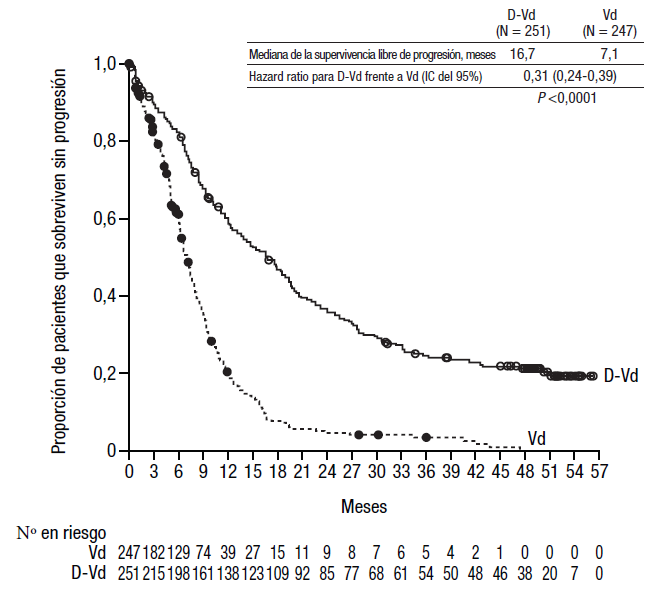 D-Vd Vd
(N = 251) (N = 247)
Mediana de la supervivencia libre de progresión, meses 16,7 7,1
Hazard ratio para D-Vd frente a Vd (IC del 95%) 0,31 (0,24-0,39)
P <0,0001
Proporción de pacientes que sobreviven sin progresión
1,0
0,8
0,6
0,4
0,2
0
D-Vd
Vd
0 3 6 9 12 15 18 21 24 27 30 33 36 39 42 45 48 51 54 57
Meses
Nº en riesgo
Vd 247 182 129 74 39 27 15 11 9 8 7 6 5 4 2 1 0 0 0 0
D-Vd 251 215 198 161 138 123 109 92 85 77 68 61 54 50 48 46 38 20 7 0